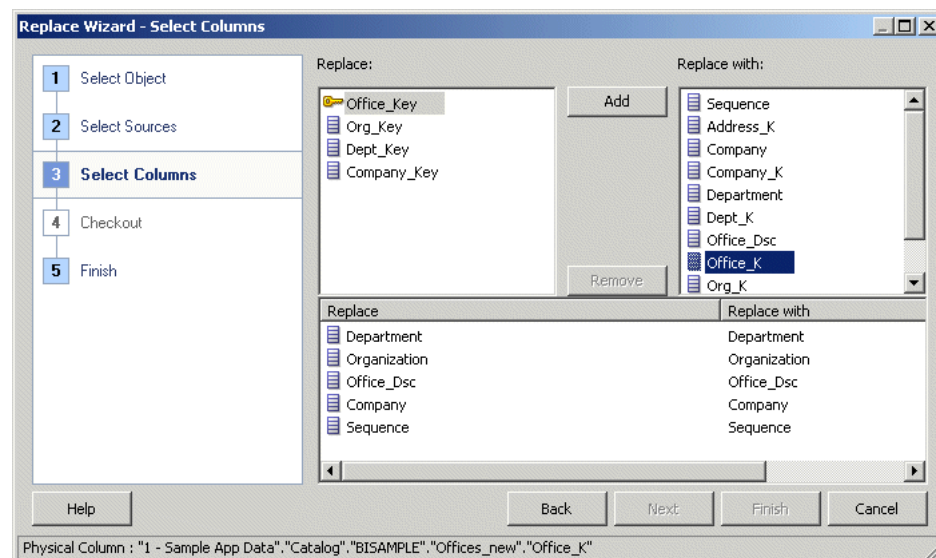 Replace Wizard - Select Columns
1 Select Object
2 Select Sources
3 Select Columns
4 Checkout
5 Finish
Replace:
Office_Key
Org_Key
Dept_Key
Company_Key
Add
Remove
Replace with:
Sequence
Address_K
Company
Company_K
Department
Dept_K
Office_Dsc
Office_K
Org_K
Replace Replace with
Department Department
Organization Organization
Office_Dsc Office_Dsc
Company Company
Sequence Sequence
Help Back Next Finish Cancel
Physical Column : "1 - Sample App Data"."Catalog"."BISAMPLE"."Offices_new"."Office_K"